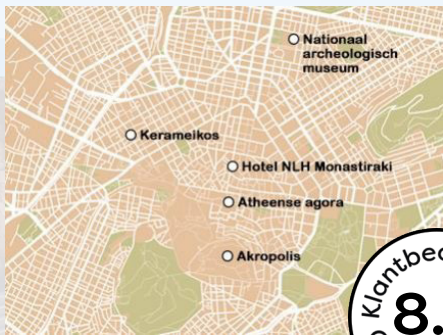 Nationaal
archeologisch
museum
Kerameikos
Hotel NLH Monastiraki
Atheense agora
Akropolis
8.